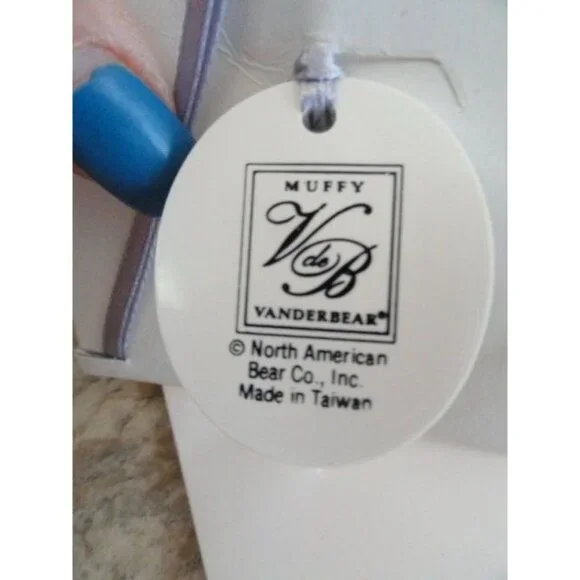 MUFFY
VdeB
VANDERBEAR®
© North American
Bear Co., Inc.
Made in Taiwan